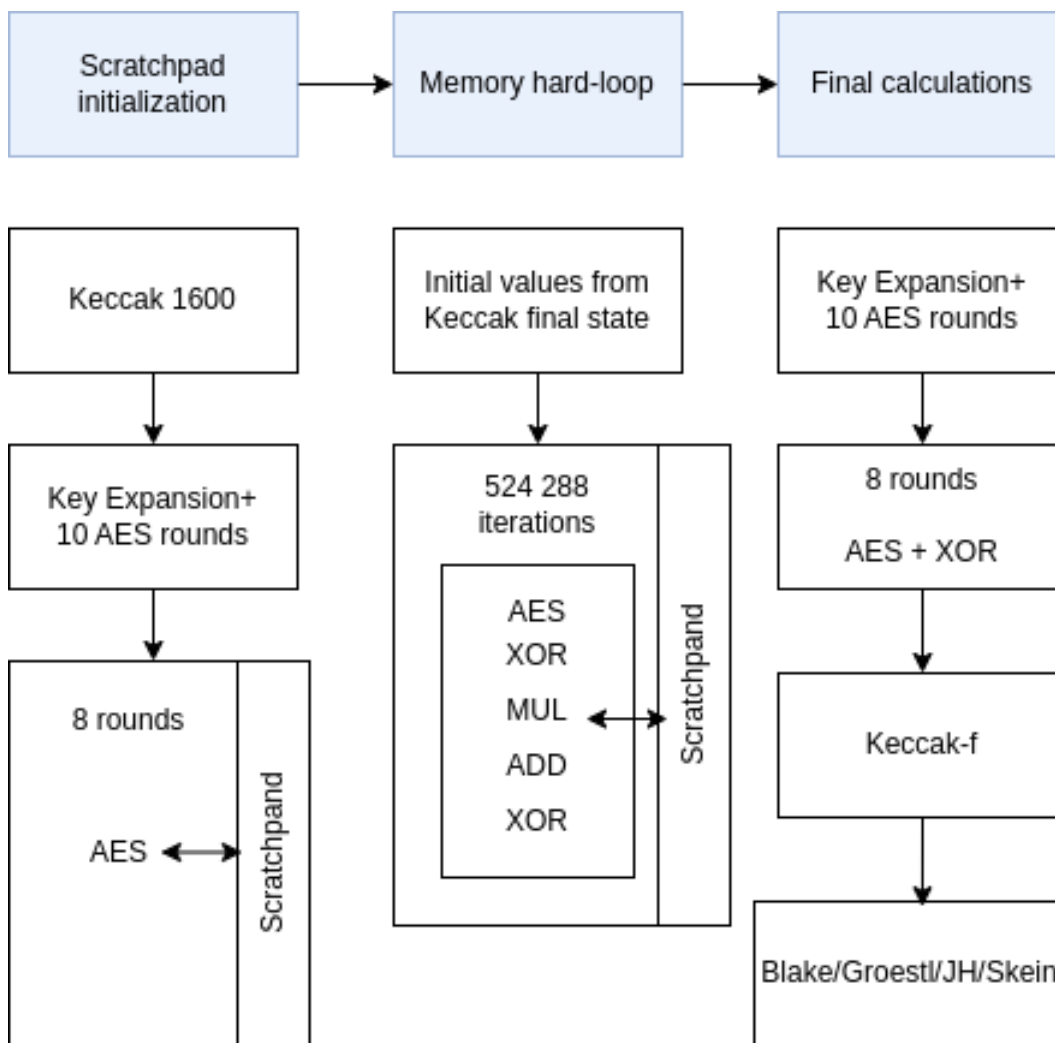 Scratchpad
initialization
Memory hard-loop
Final calculations
Keccak 1600
Key Expansion+
10 AES rounds
8 rounds
AES
Scratchpand
Initial values from
Keccak final state
524 288
iterations
AES
XOR
MUL
ADD
XOR
Scratchpand
Key Expansion+
10 AES rounds
8 rounds
AES + XOR
Keccak-f
Blake/Groestl/JH/Skein